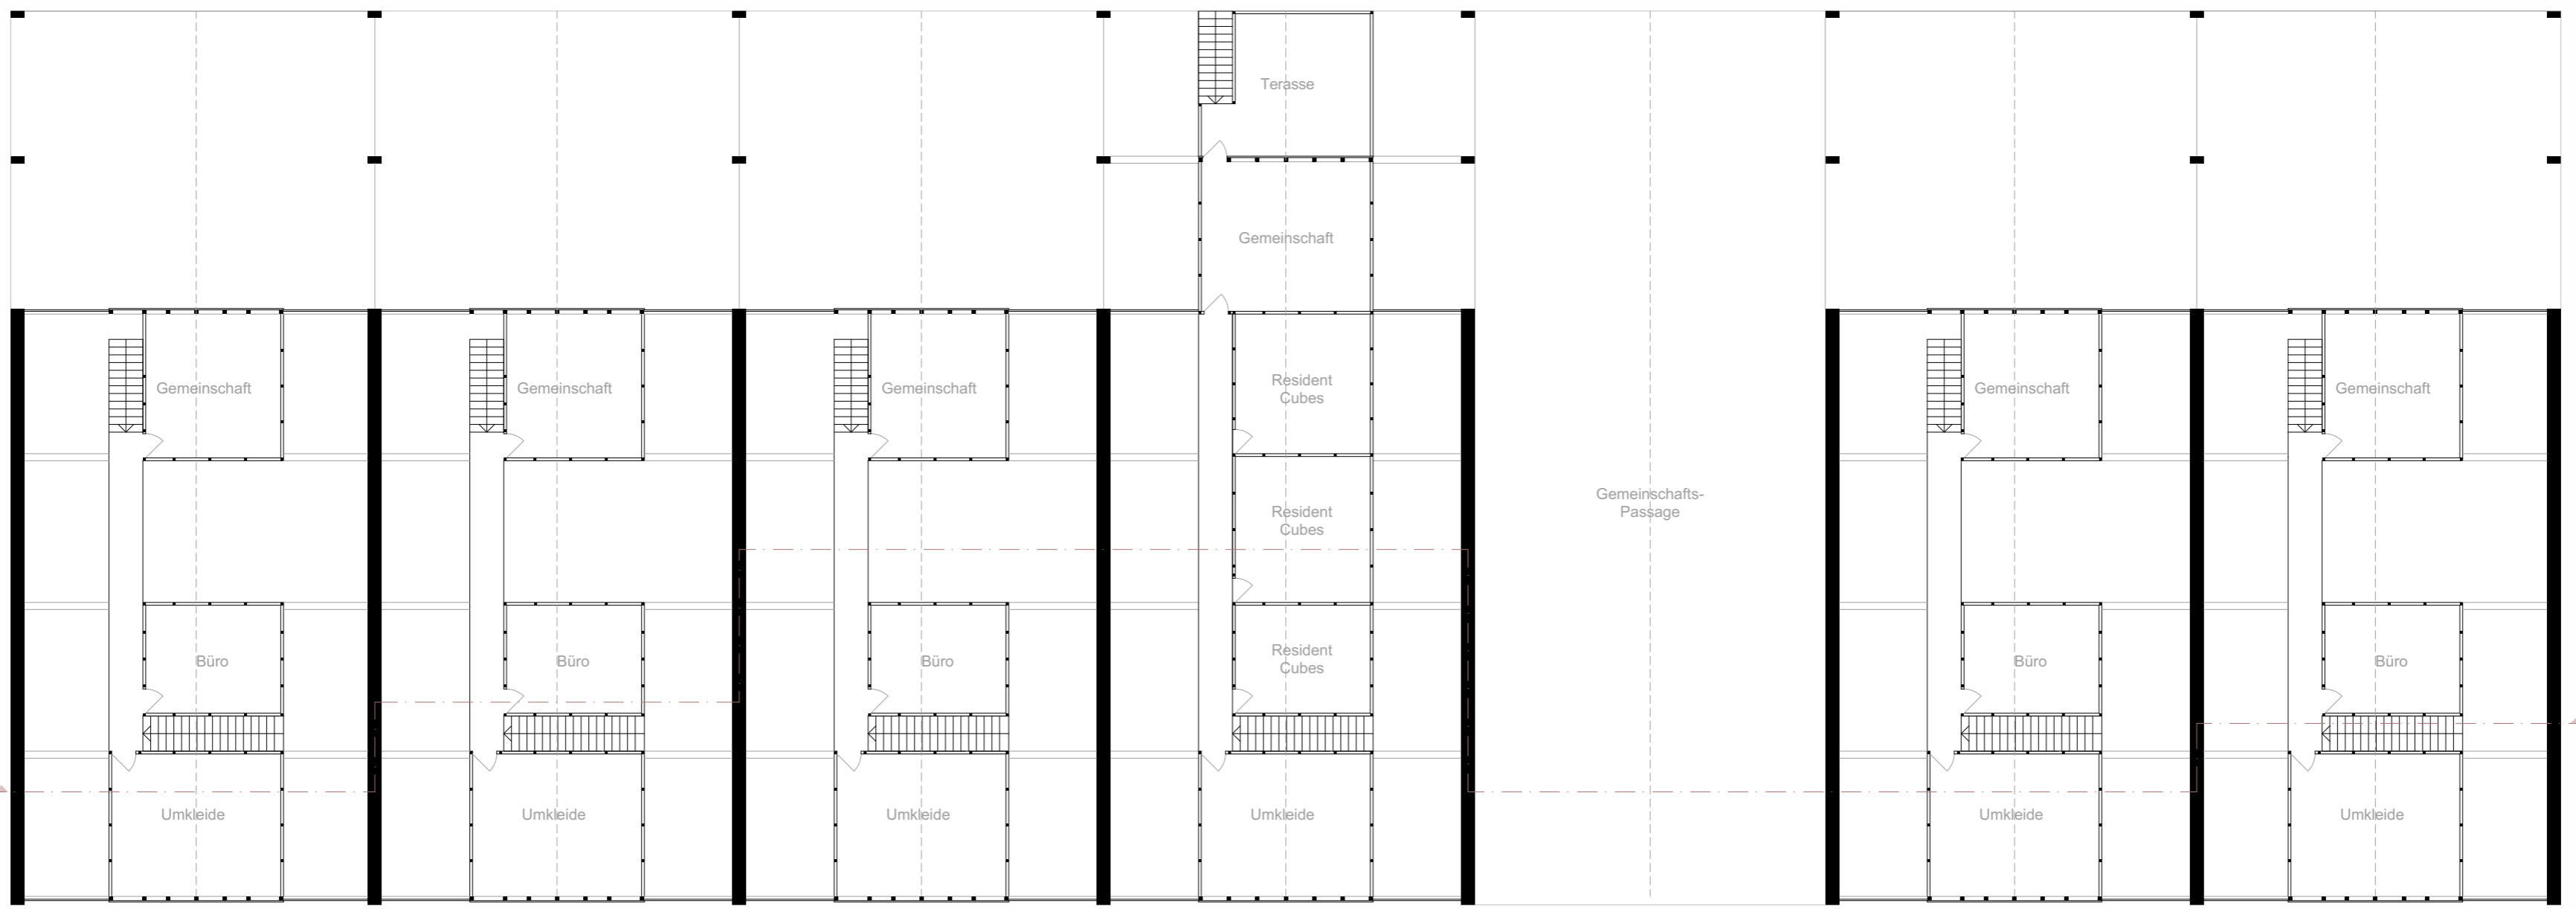 Terasse
Gemeinschaft
Gemeinschaft
Gemeinschaft
Gemeinschaft
Resident
Cubes
Gemeinschaft
Gemeinschaft
Resident
Cubes
Gemeinschafts-
Passage
Büro
Büro
Büro
Resident
Cubes
Büro
Büro
Umkleide
Umkleide
Umkleide
Umkleide
Umkleide
Umkleide